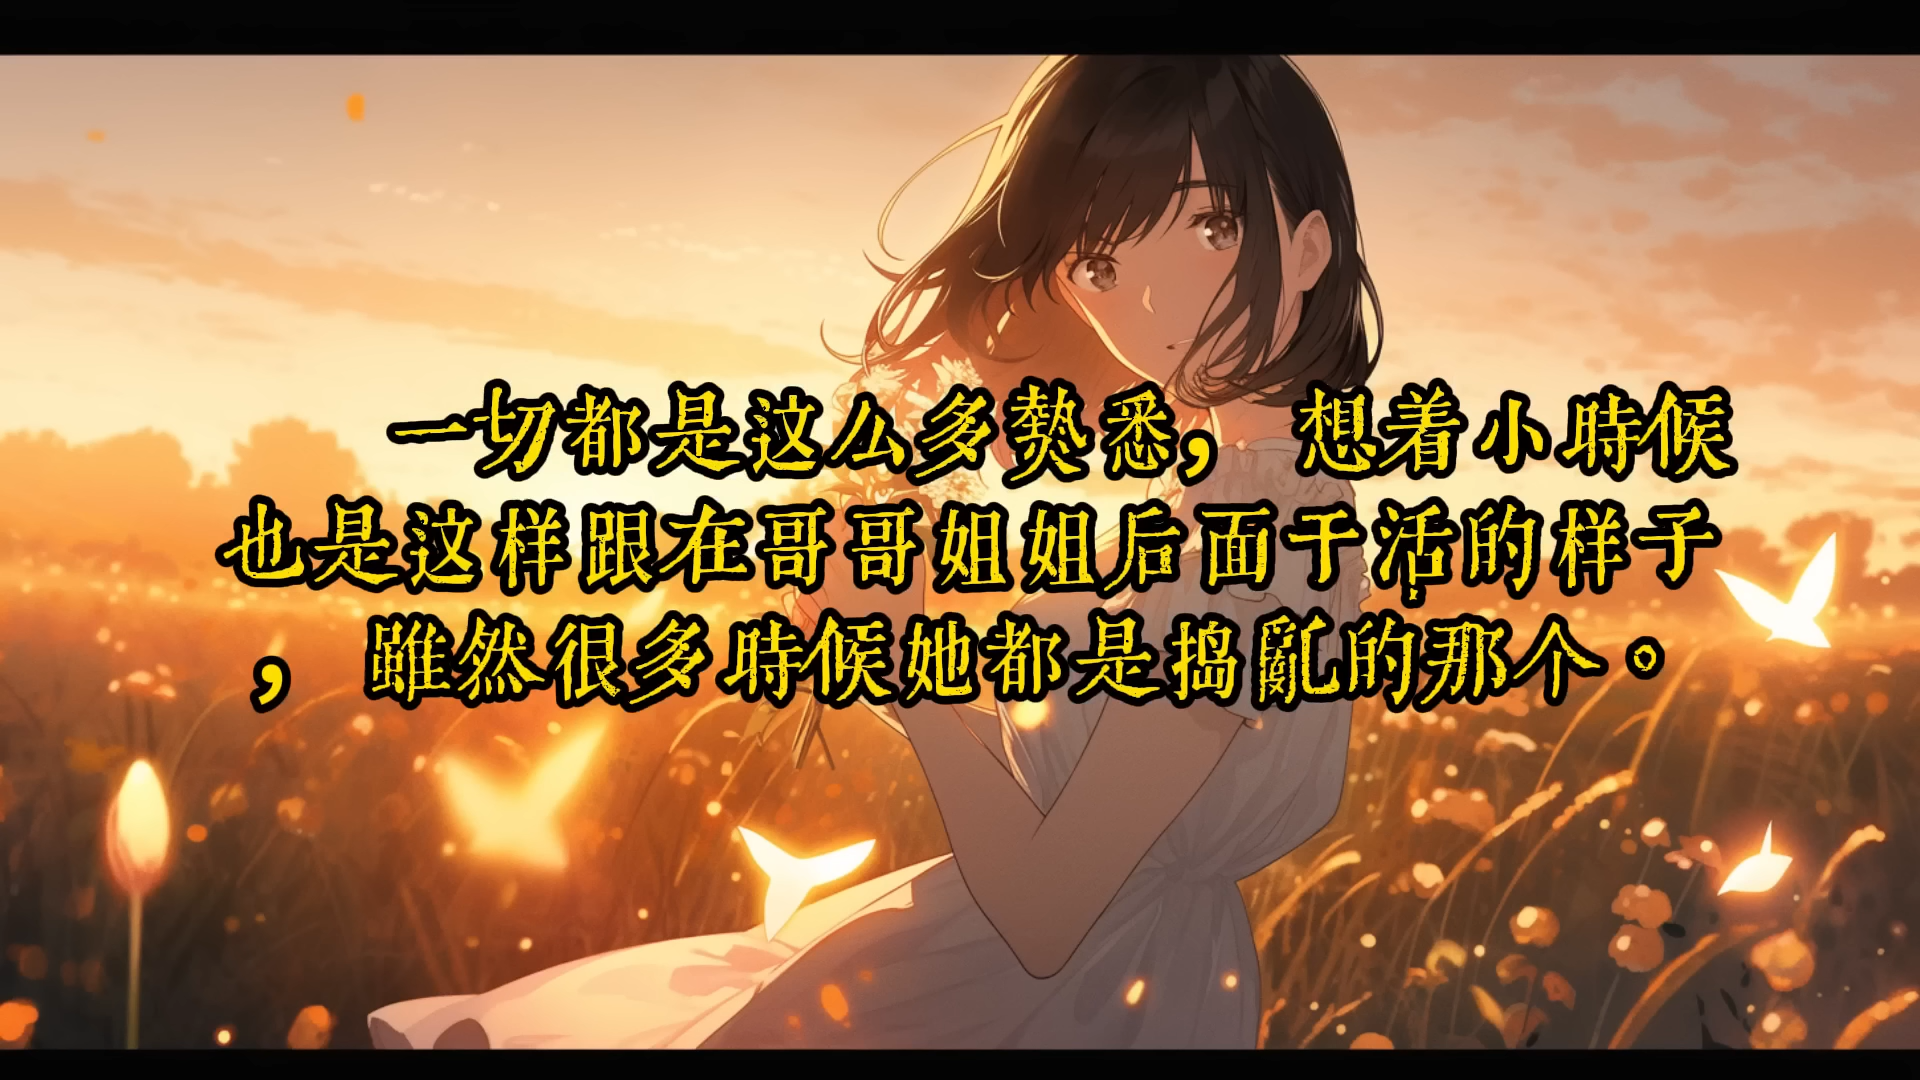 一切都是这么多熱悉，想着小時候
也是这样跟在哥哥姐姐后面干活的样子
，雖然很多時候她都是捣亂的那个。